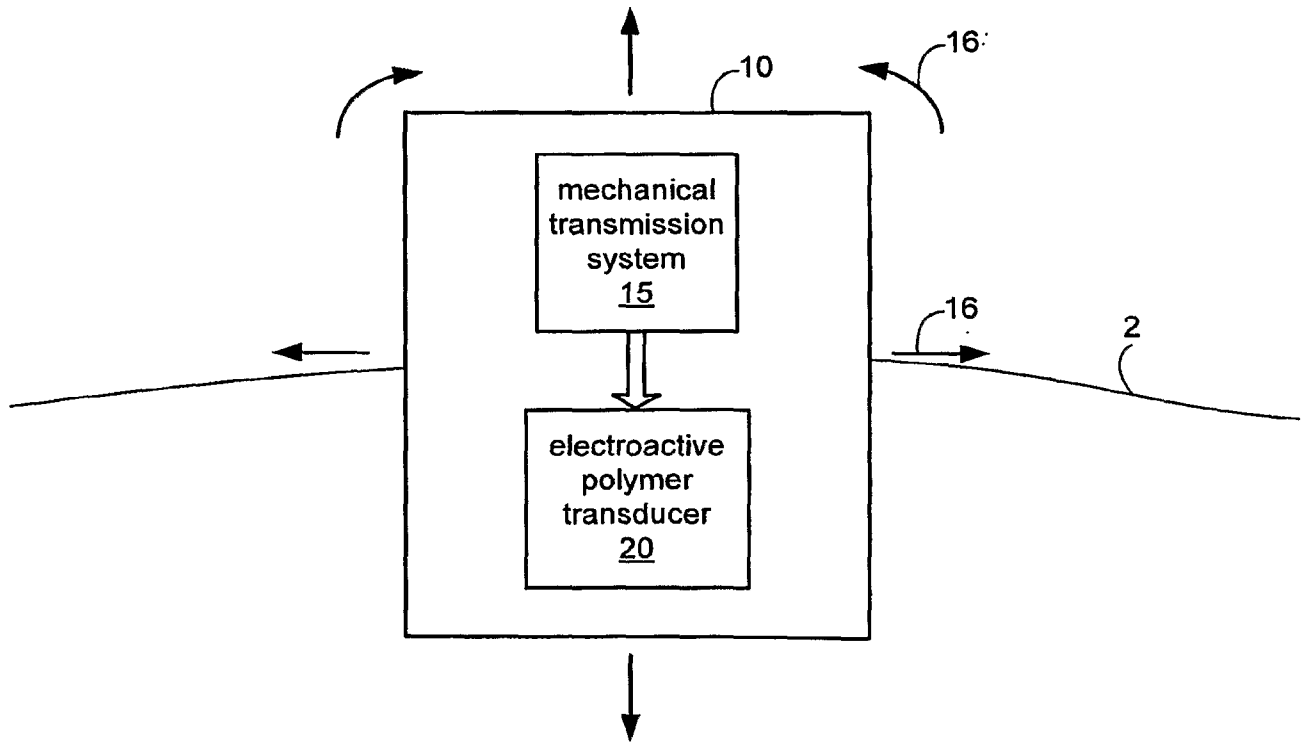 16
10
mechanical
transmission
system
15
16
2
electroactive
polymer
transducer
20